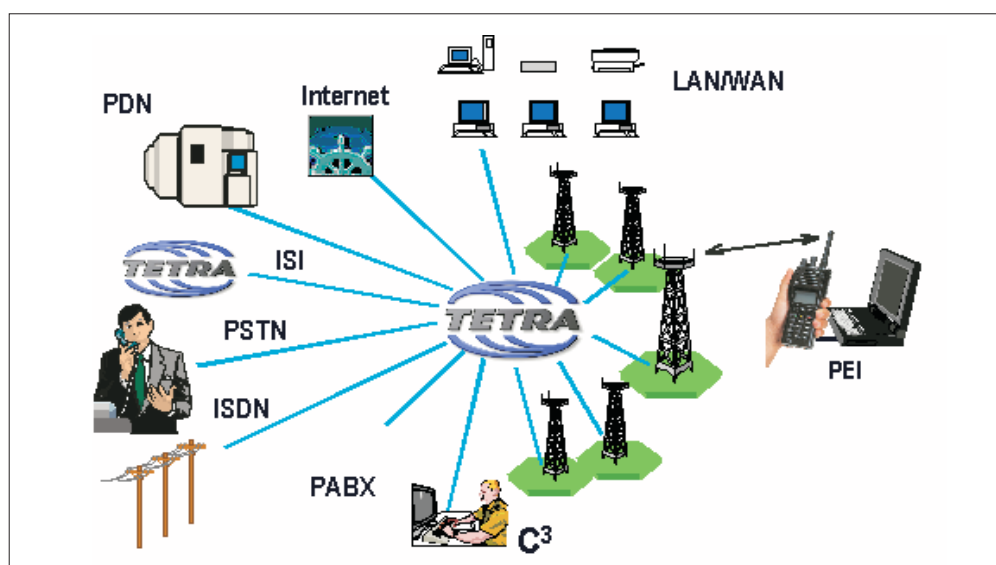 PDN
Internet
LAN/WAN
TETRA
ISI
TETRA
PSTN
PEI
ISDN
PABX
C³